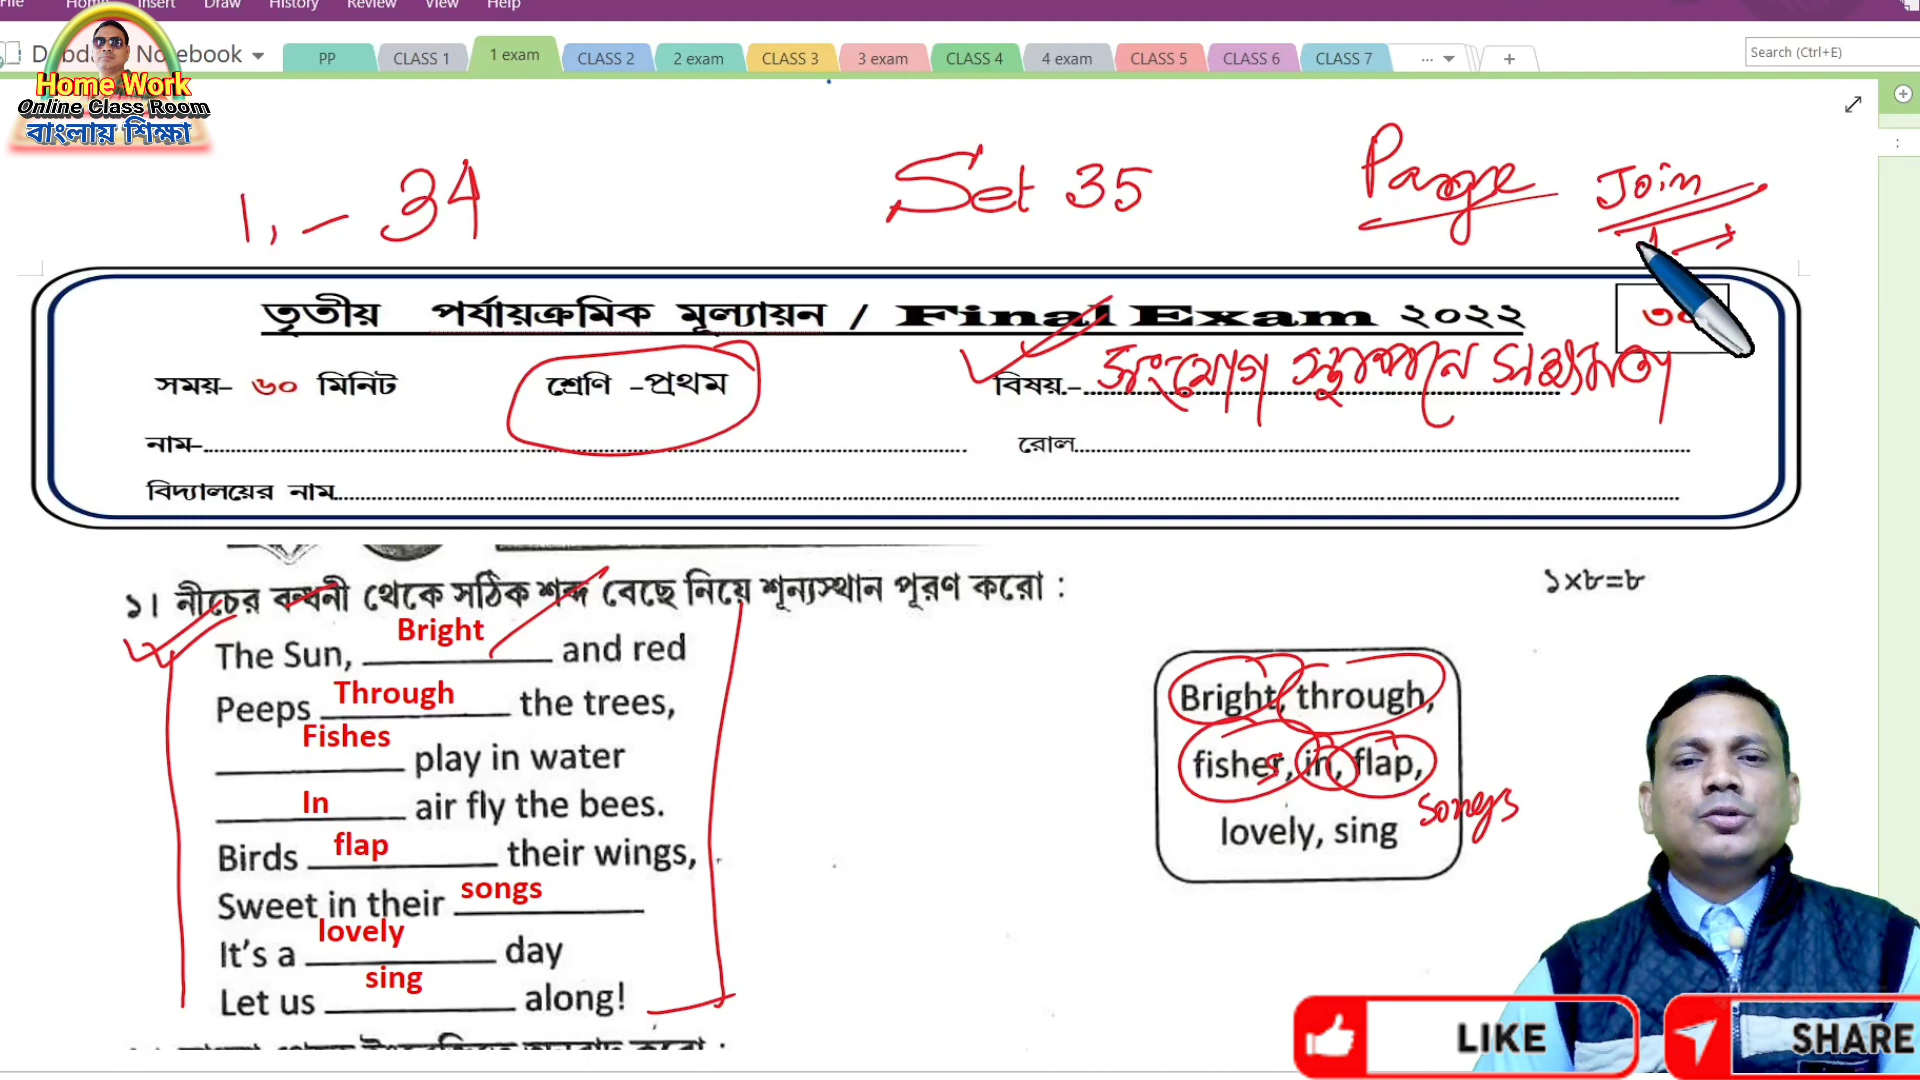 File Home Insert Draw History Review View Help
Notebook PP CLASS 1 1 exam CLASS 2 2 exam CLASS 3 3 exam CLASS 4 4 exam CLASS 5 CLASS 6 CLASS 7 ... + Search (Ctrl+E)
Home Work
Online Class Room
বাংলায় শিক্ষা
1, - 34 Set 35 Join
তৃতীয় পর্যায়ক্রমিক মূল্যায়ন / Final Exam ২০২২
সময়- ৬০ মিনিট শ্রেণি -প্রথম বিষয়- সংযোগ স্থাপনে সক্ষমতা
নাম- রোল
বিদ্যালয়ের নাম
১। নীচের বন্ধনী থেকে সঠিক শব্দ বেছে নিয়ে শূন্যস্থান পূরণ করো : ১x৮=৮
The Sun, Bright and red
Peeps Through the trees,
Fishes play in water
In air fly the bees.
Birds flap their wings,
Sweet in their songs
It's a lovely day
Let us sing along!
Bright, through,
fishes, in, flap,
songs
lovely, sing
LIKE SHARE